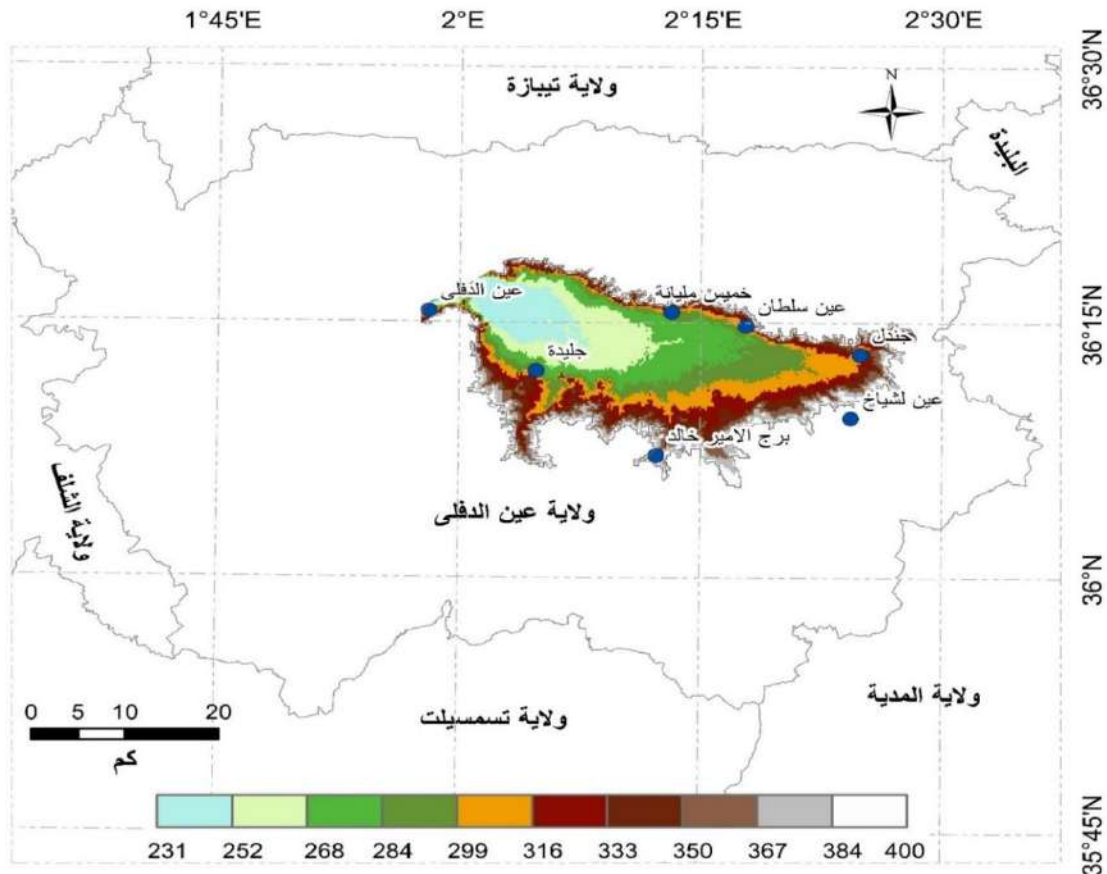 1°45'E 2°E 2°15'E 2°30'E
36°30'N
N
ولاية تيبازة
البليدة
عين الدفلى
خميس مليانة
عين سلطان
36°15'N
جندل
جليدة
عين لشياخ
برج الامير خالد
ولاية الشلف
ولاية عين الدفلى
36°N
ولاية المدية
ولاية تسمسيلت
0 5 10 20
كم
231 252 268 284 299 316 333 350 367 384 400
35°45'N